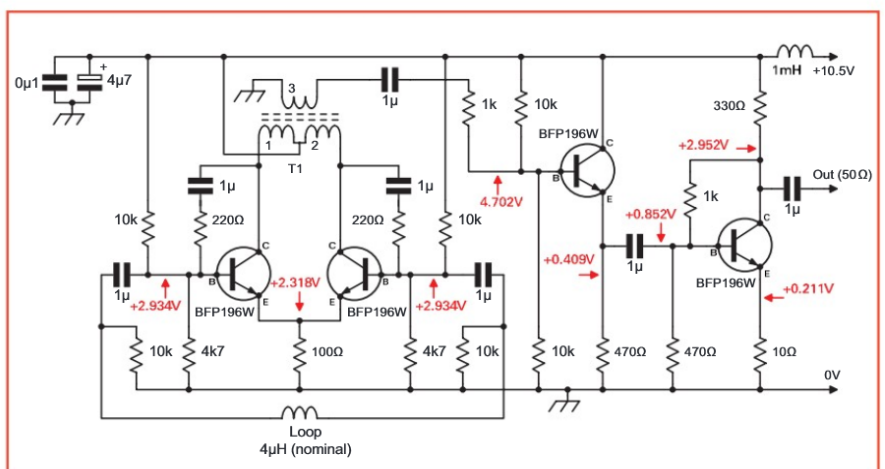 0µ1
+
4µ7
3
1µ
1 2
T1
1k
10k
1mH
+10.5V
330Ω
BFP196W
C
B
E
+2.952V
4.702V
Out (50Ω)
1µ
1k
+0.852V
1µ
1µ
220Ω
220Ω
10k
10k
C
C
B
E
B
E
+2.318V
BFP196W
BFP196W
+2.934V
+2.934V
1µ
1µ
+0.409V
1µ
C
B
E
BFP196W
+0.211V
10k
4k7
100Ω
4k7
10k
10k
470Ω
470Ω
10Ω
0V
Loop
4µH (nominal)